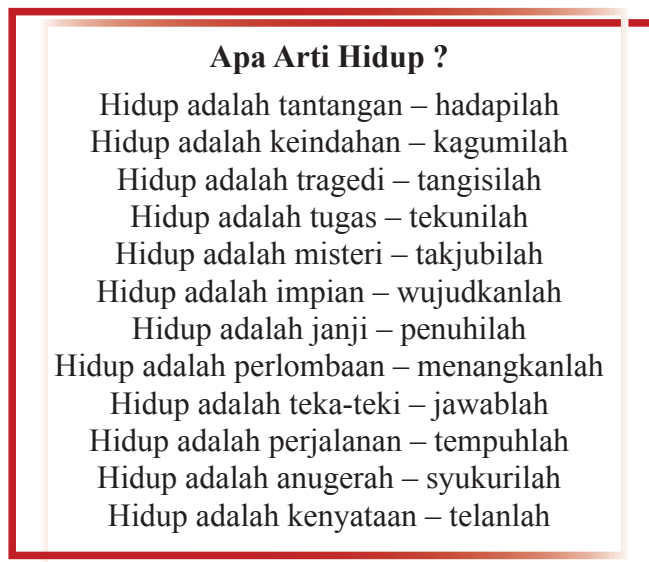 Apa Arti Hidup ?
Hidup adalah tantangan – hadapilah
Hidup adalah keindahan – kagumilah
Hidup adalah tragedi – tangisilah
Hidup adalah tugas – tekunilah
Hidup adalah misteri – takjubilah
Hidup adalah impian – wujudkanlah
Hidup adalah janji – penuhilah
Hidup adalah perlombaan – menangkanlah
Hidup adalah teka-teki – jawablah
Hidup adalah perjalanan – tempuhlah
Hidup adalah anugerah – syukurilah
Hidup adalah kenyataan – telanlah